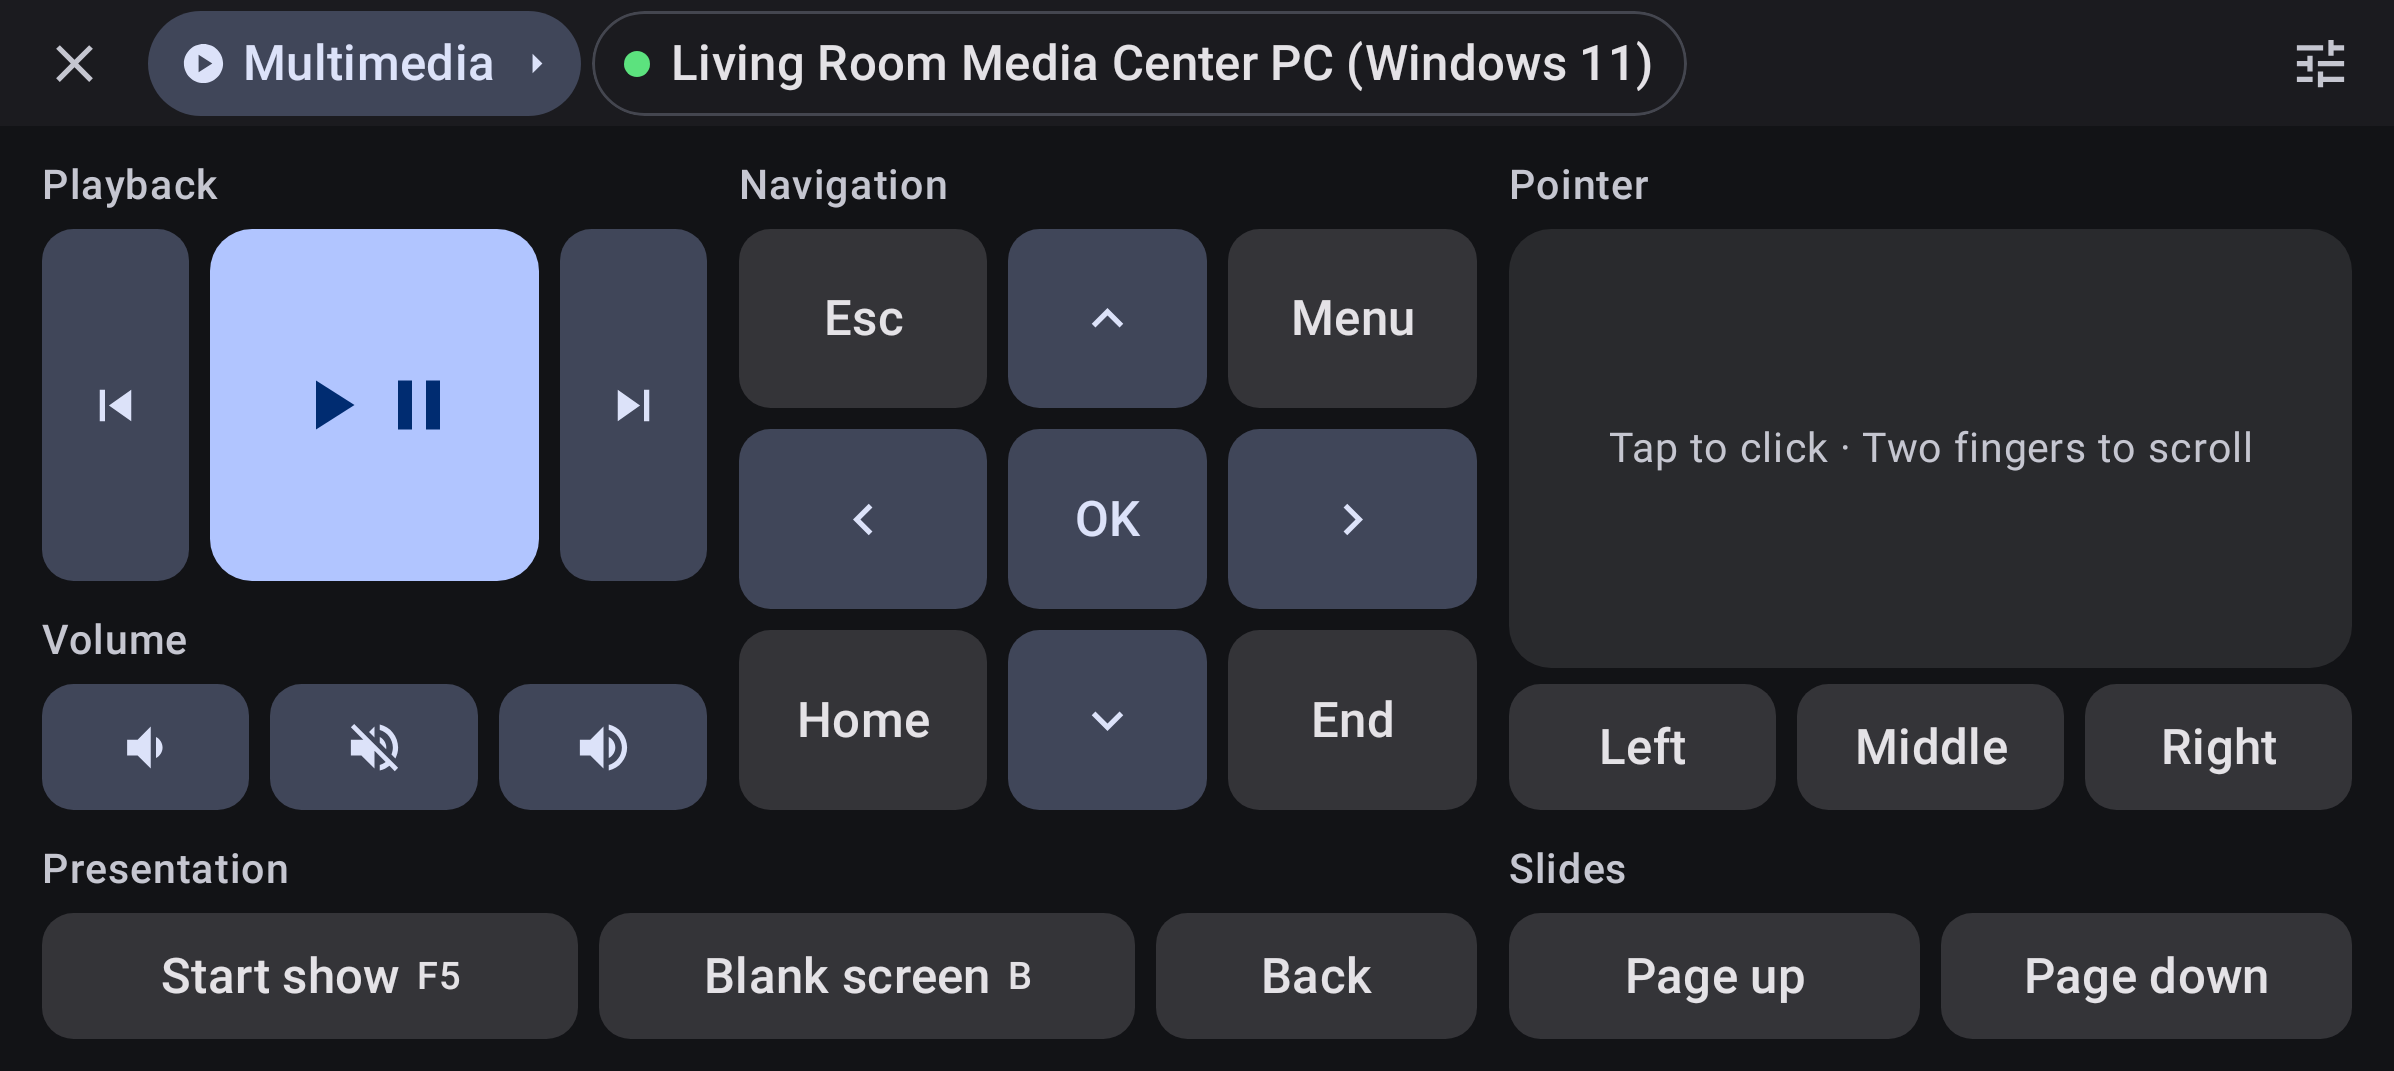 Multimedia
Living Room Media Center PC (Windows 11)
Playback
Navigation
Pointer
Esc
Menu
Tap to click · Two fingers to scroll
OK
Volume
Home
End
Left
Middle
Right
Presentation
Slides
Start show F5
Blank screen B
Back
Page up
Page down